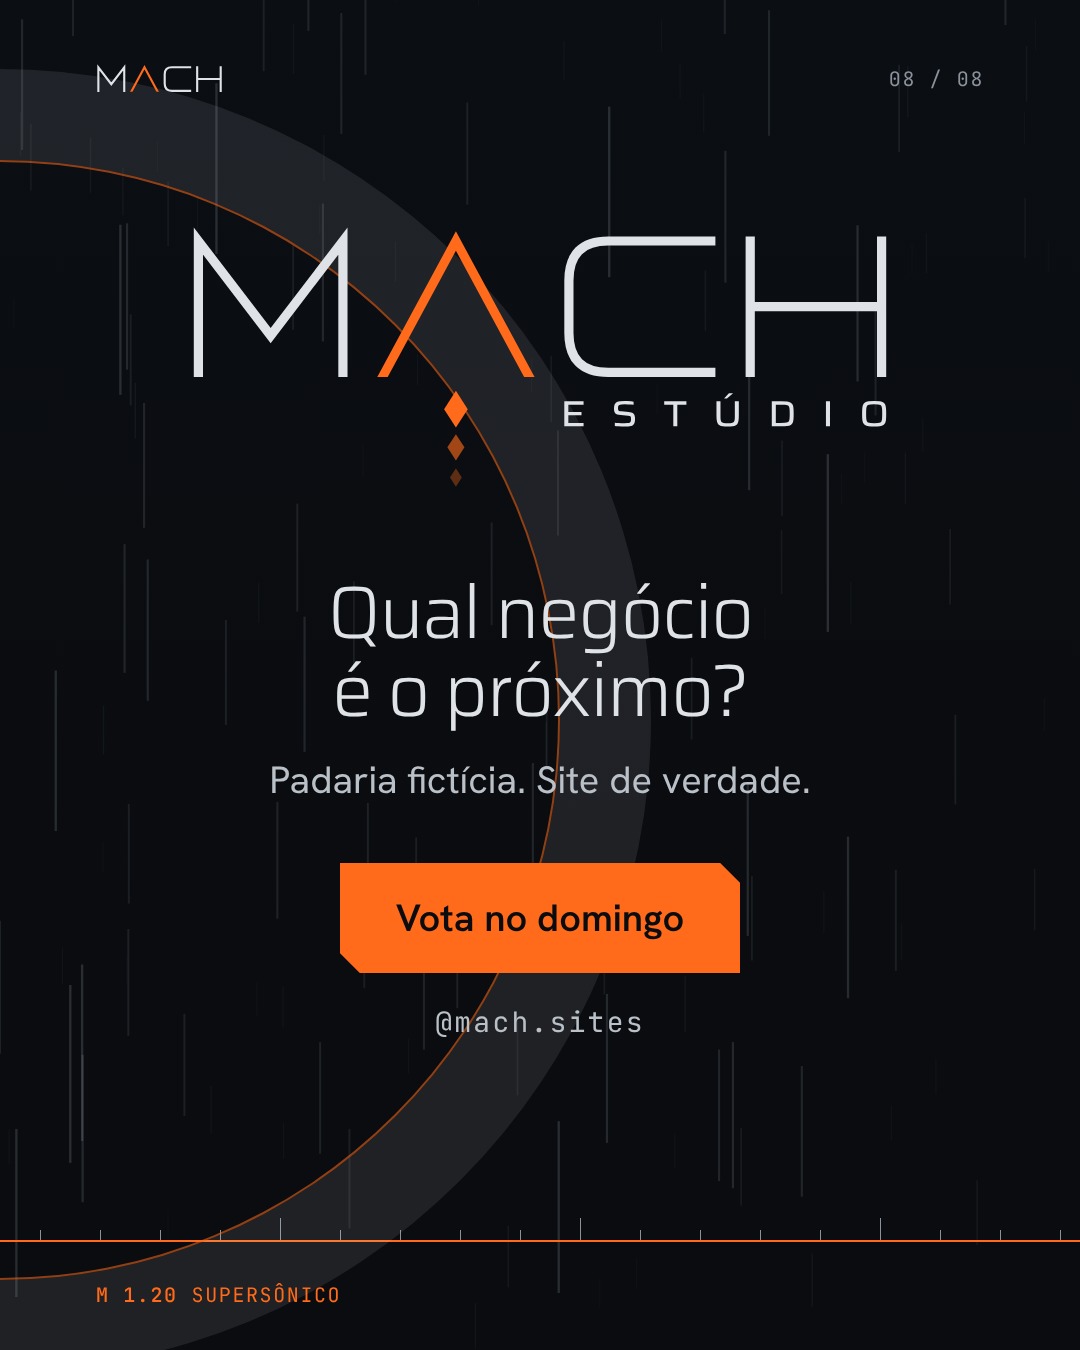 MACH
08 / 08
MACH
ESTÚDIO
Qual negócio
é o próximo?
Padaria fictícia. Site de verdade.
Vota no domingo
@mach.sites
M 1.20 SUPERSÔNICO